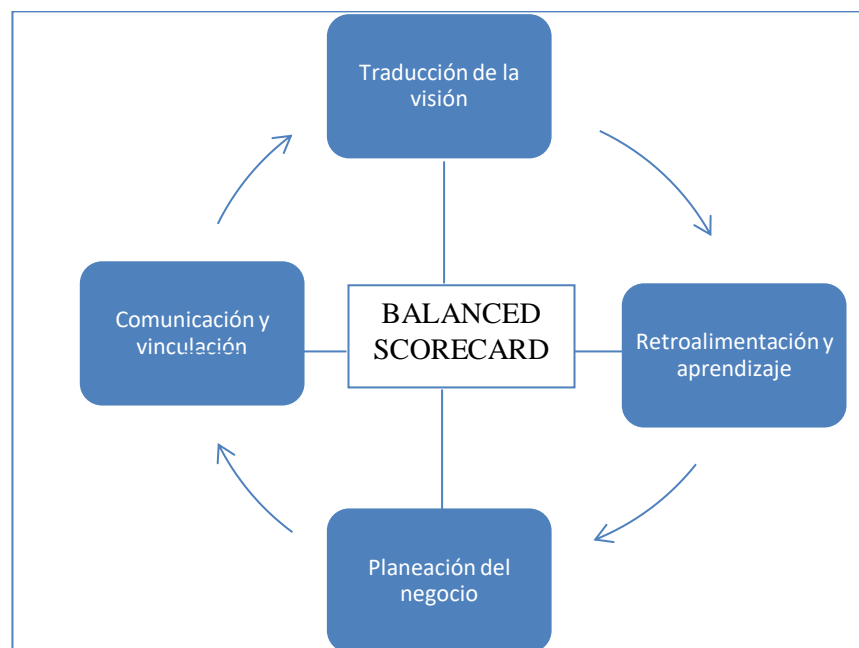 Traducción de la
visión
Comunicación y
vinculación
BALANCED
SCORECARD
Retroalimentación y
aprendizaje
Planeación del
negocio